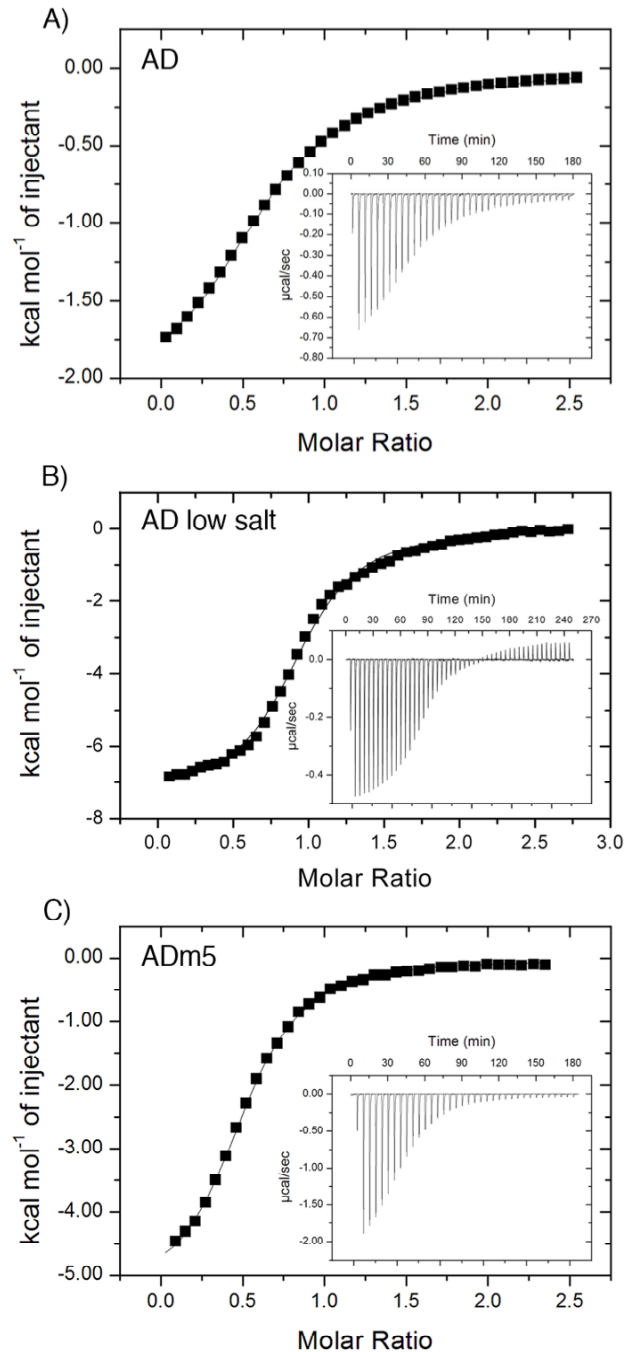 A)
AD
0.00
-0.50
-1.00
-1.50
-2.00
kcal mol⁻¹ of injectant
0.0 0.5 1.0 1.5 2.0 2.5
Molar Ratio
Time (min)
0 30 60 90 120 150 180
0.10
0.00
-0.10
-0.20
-0.30
-0.40
-0.50
-0.60
-0.70
-0.80
µcal/sec
B)
AD low salt
0
-2
-4
-6
-8
kcal mol⁻¹ of injectant
0.0 0.5 1.0 1.5 2.0 2.5 3.0
Molar Ratio
Time (min)
0 30 60 90 120 150 180 210 240 270
0.0
-0.2
-0.4
µcal/sec
C)
ADm5
0.00
-1.00
-2.00
-3.00
-4.00
-5.00
kcal mol⁻¹ of injectant
0.0 0.5 1.0 1.5 2.0 2.5
Molar Ratio
Time (min)
0 30 60 90 120 150 180
0.00
-0.50
-1.00
-1.50
-2.00
µcal/sec